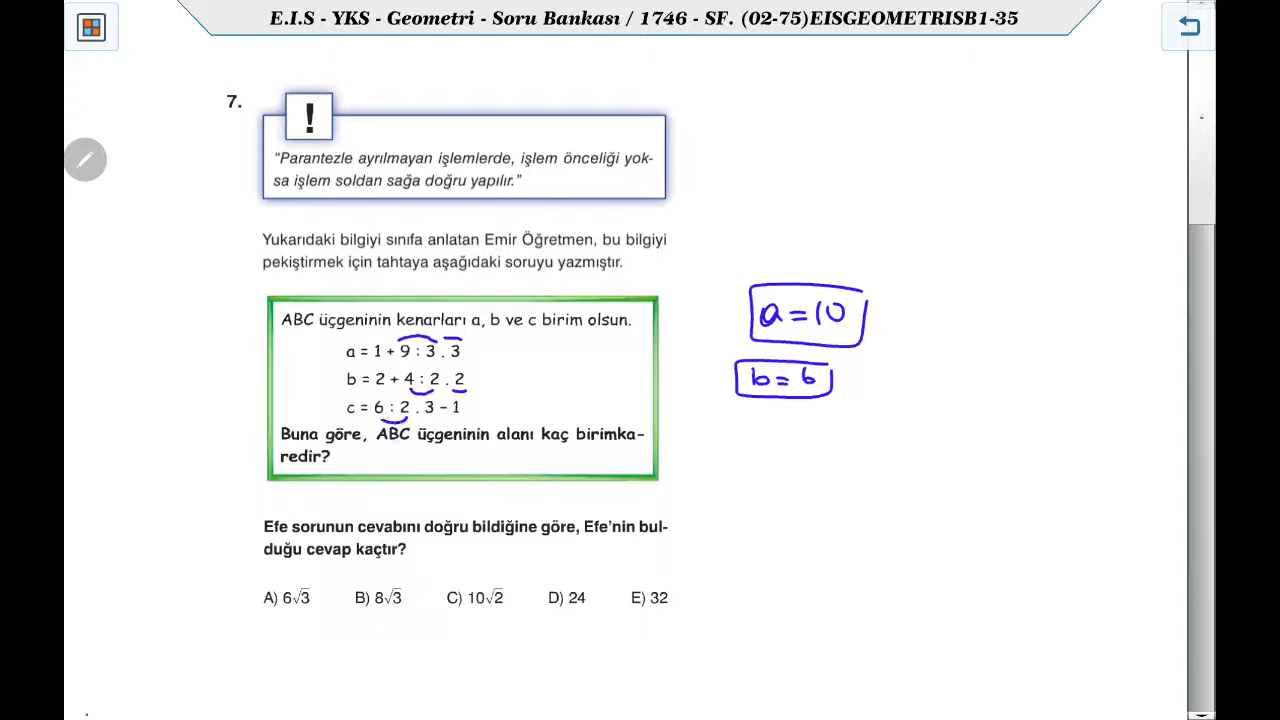 E.I.S - YKS - Geometri - Soru Bankası / 1746 - SF. (02-75)EISGEOMETRISB1-35
7.
!
“Parantezle ayrılmayan işlemlerde, işlem önceliği yok-
sa işlem soldan sağa doğru yapılır.”
Yukarıdaki bilgiyi sınıfa anlatan Emir Öğretmen, bu bilgiyi
pekiştirmek için tahtaya aşağıdaki soruyu yazmıştır.
ABC üçgeninin kenarları a, b ve c birim olsun.
a = 1 + 9 : 3 . 3
b = 2 + 4 : 2 . 2
c = 6 : 2 . 3 – 1
Buna göre, ABC üçgeninin alanı kaç birimka-
redir?
a = 10
b = 6
Efe sorunun cevabını doğru bildiğine göre, Efe’nin bul-
duğu cevap kaçtır?
A) 6√3 B) 8√3 C) 10√2 D) 24 E) 32